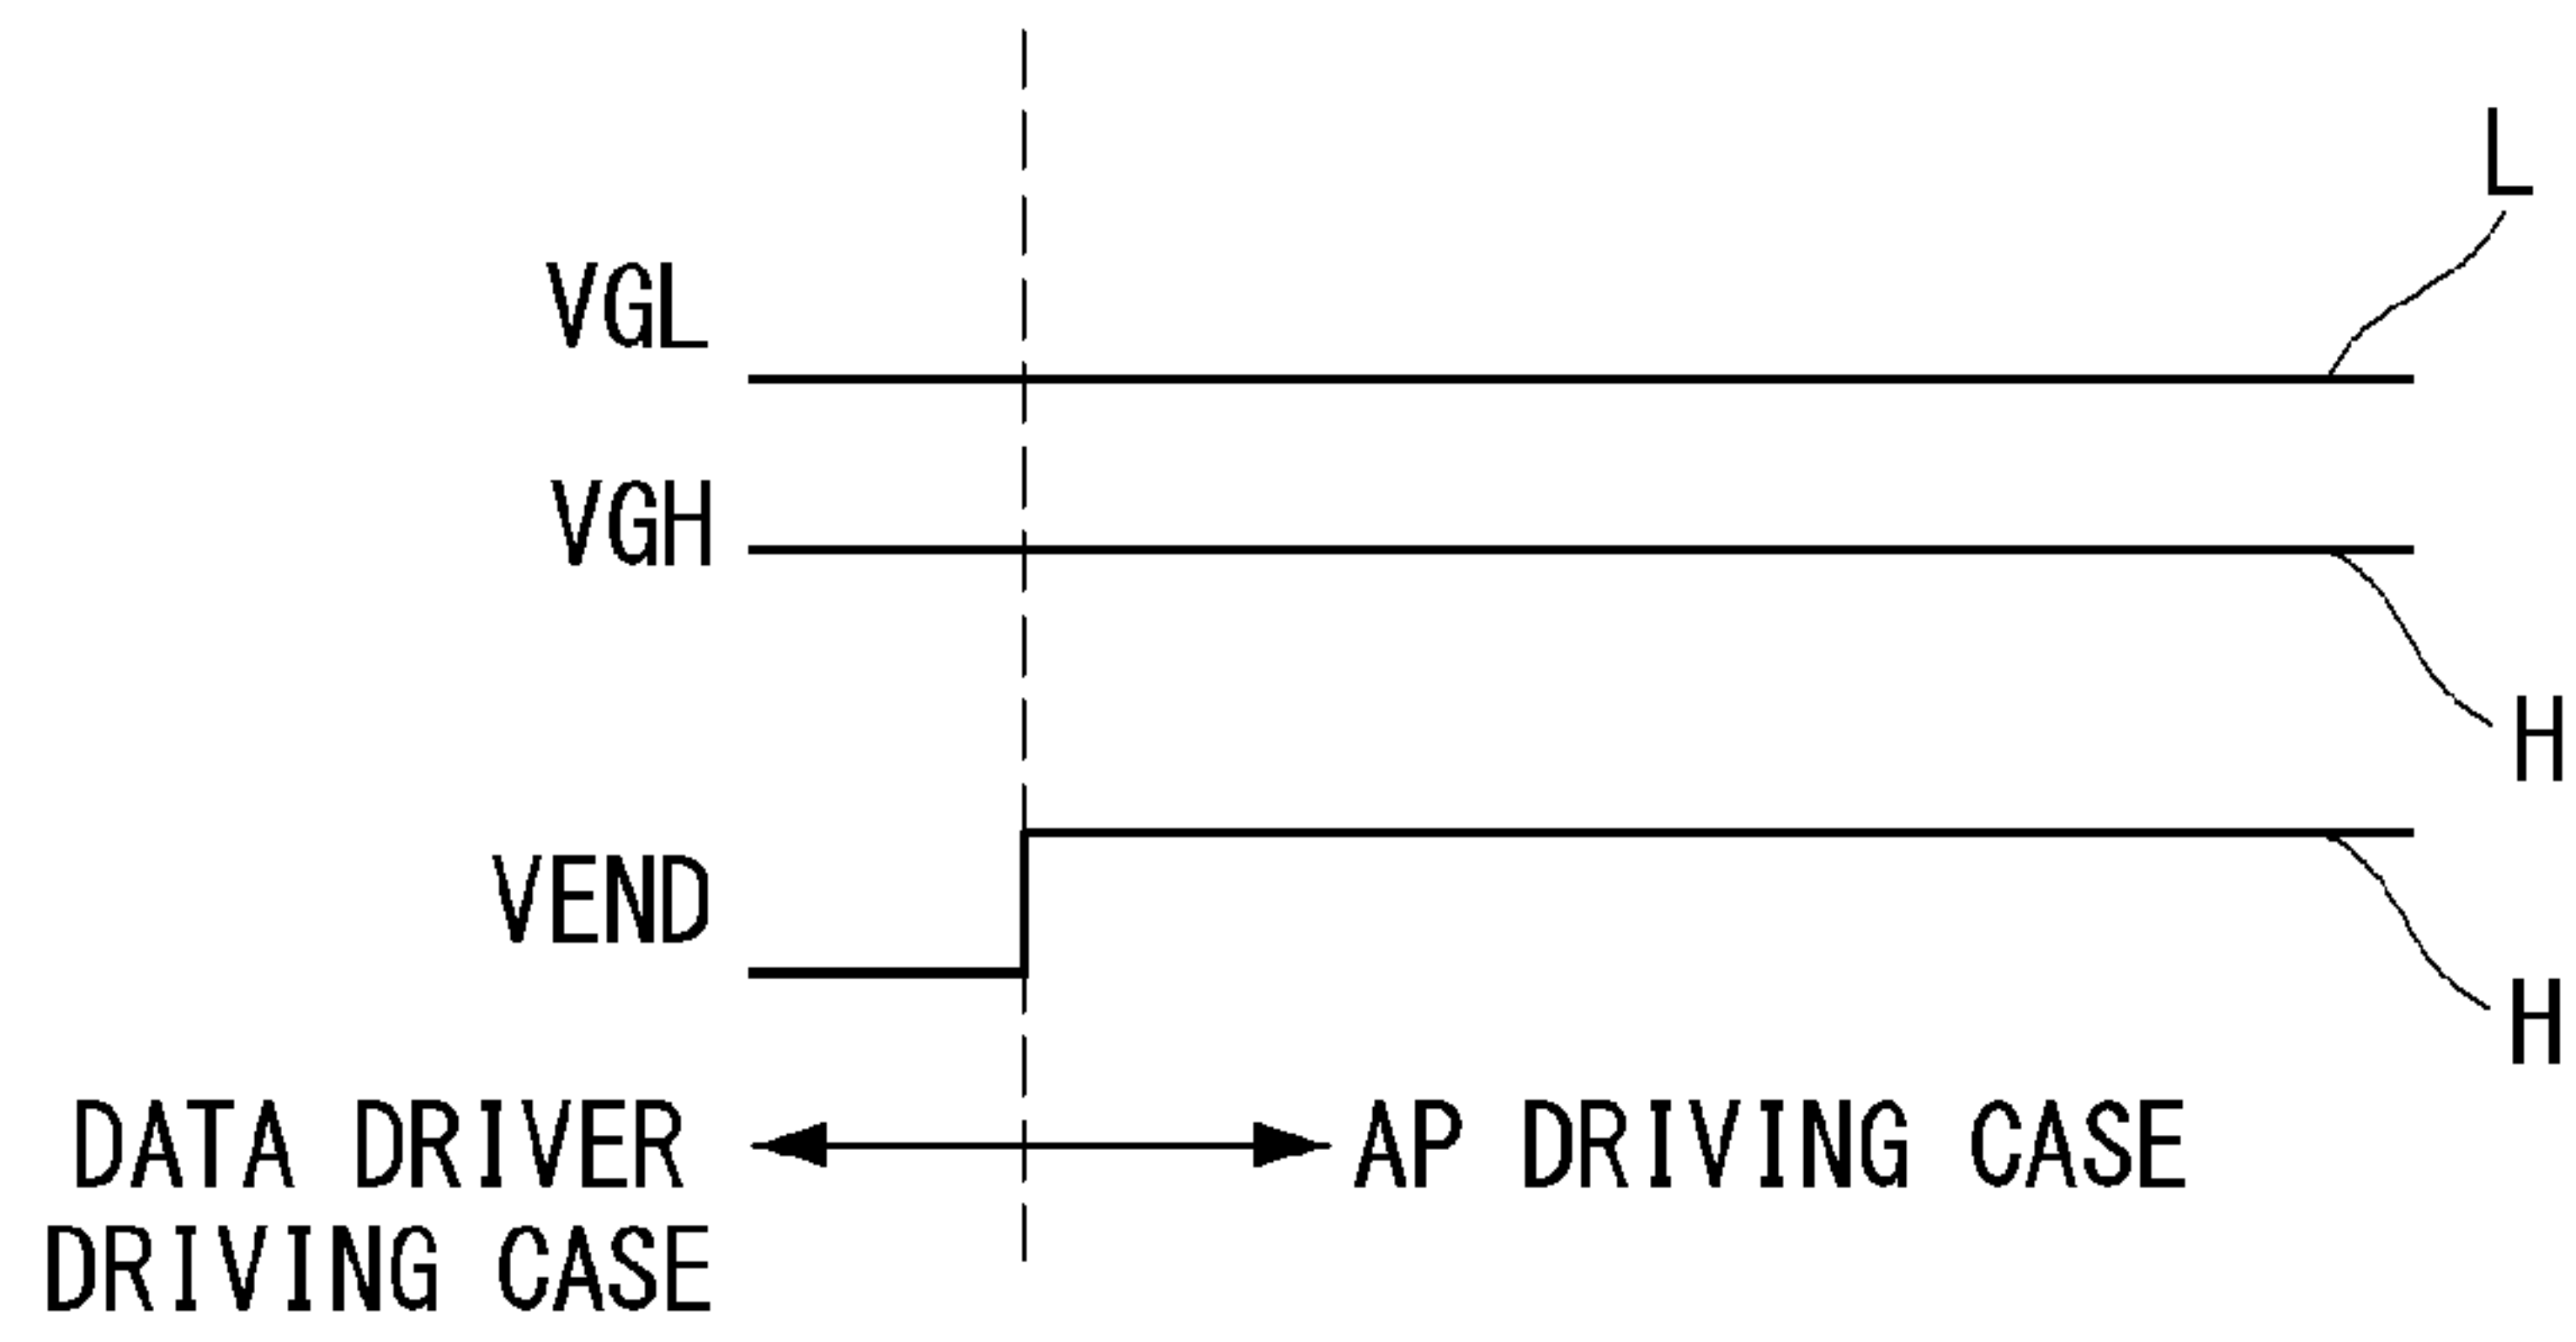 L
VGL
VGH
H
VEND
H
DATA DRIVER
DRIVING CASE
AP DRIVING CASE